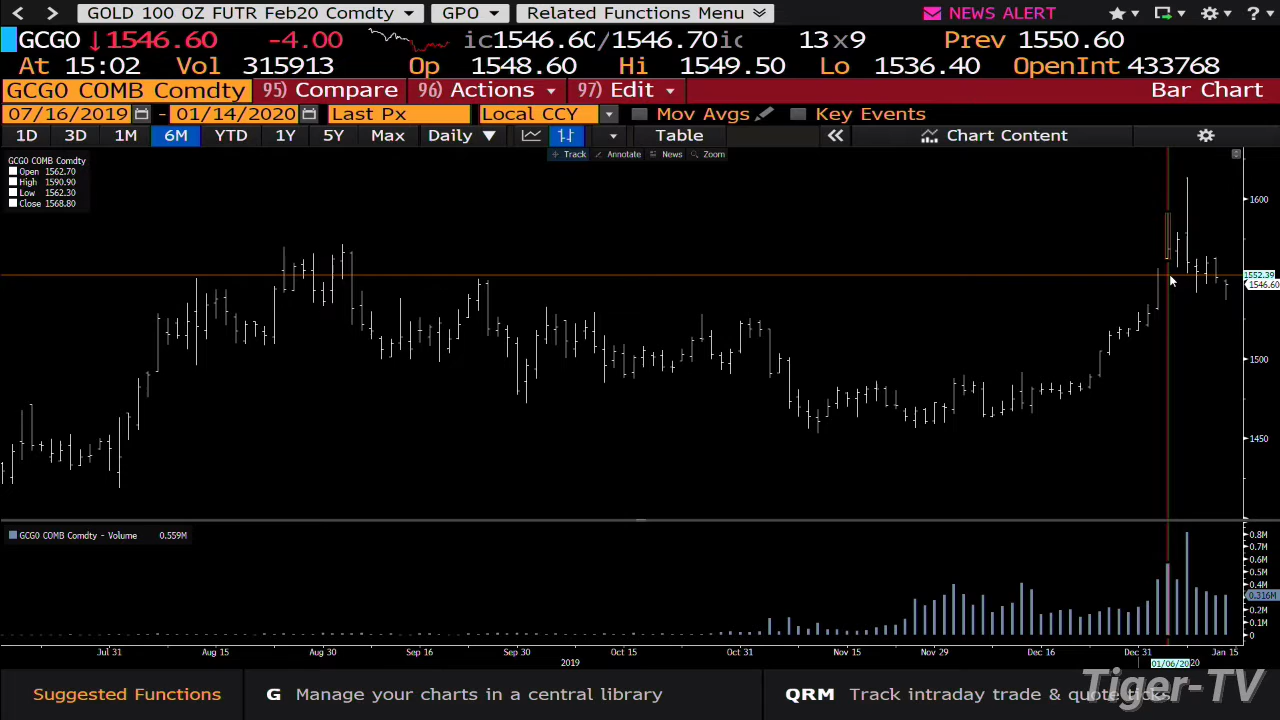 GOLD 100 OZ FUTR Feb20 Comdty GPO Related Functions Menu NEWS ALERT
GCG0 ↓1546.60 -4.00 ic1546.60/1546.70ic 13x9 Prev 1550.60
At 15:02 Vol 315913 Op 1548.60 Hi 1549.50 Lo 1536.40 OpenInt 433768
GCG0 COMB Comdty 95) Compare 96) Actions 97) Edit Bar Chart
07/16/2019 - 01/14/2020 Last Px Local CCY Mov Avgs Key Events
1D 3D 1M 6M YTD 1Y 5Y Max Daily Table « Chart Content
Track Annotate News Zoom
GCG0 COMB Comdty
Open 1562.70
High 1590.90
Low 1562.30
Close 1568.80
1600
1552.39
1546.60
1500
1450
GCG0 COMB Comdty - Volume 0.559M
0.8M
0.7M
0.6M
0.5M
0.4M
0.316M
0.2M
0.1M
0
Jul 31 Aug 15 Aug 30 Sep 16 Sep 30 Oct 15 Oct 31 Nov 15 Nov 29 Dec 16 Dec 31 Jan 15
2019 01/06/2020
Suggested Functions G Manage your charts in a central library QRM Track intraday trade & quote ticks
Tiger-TV